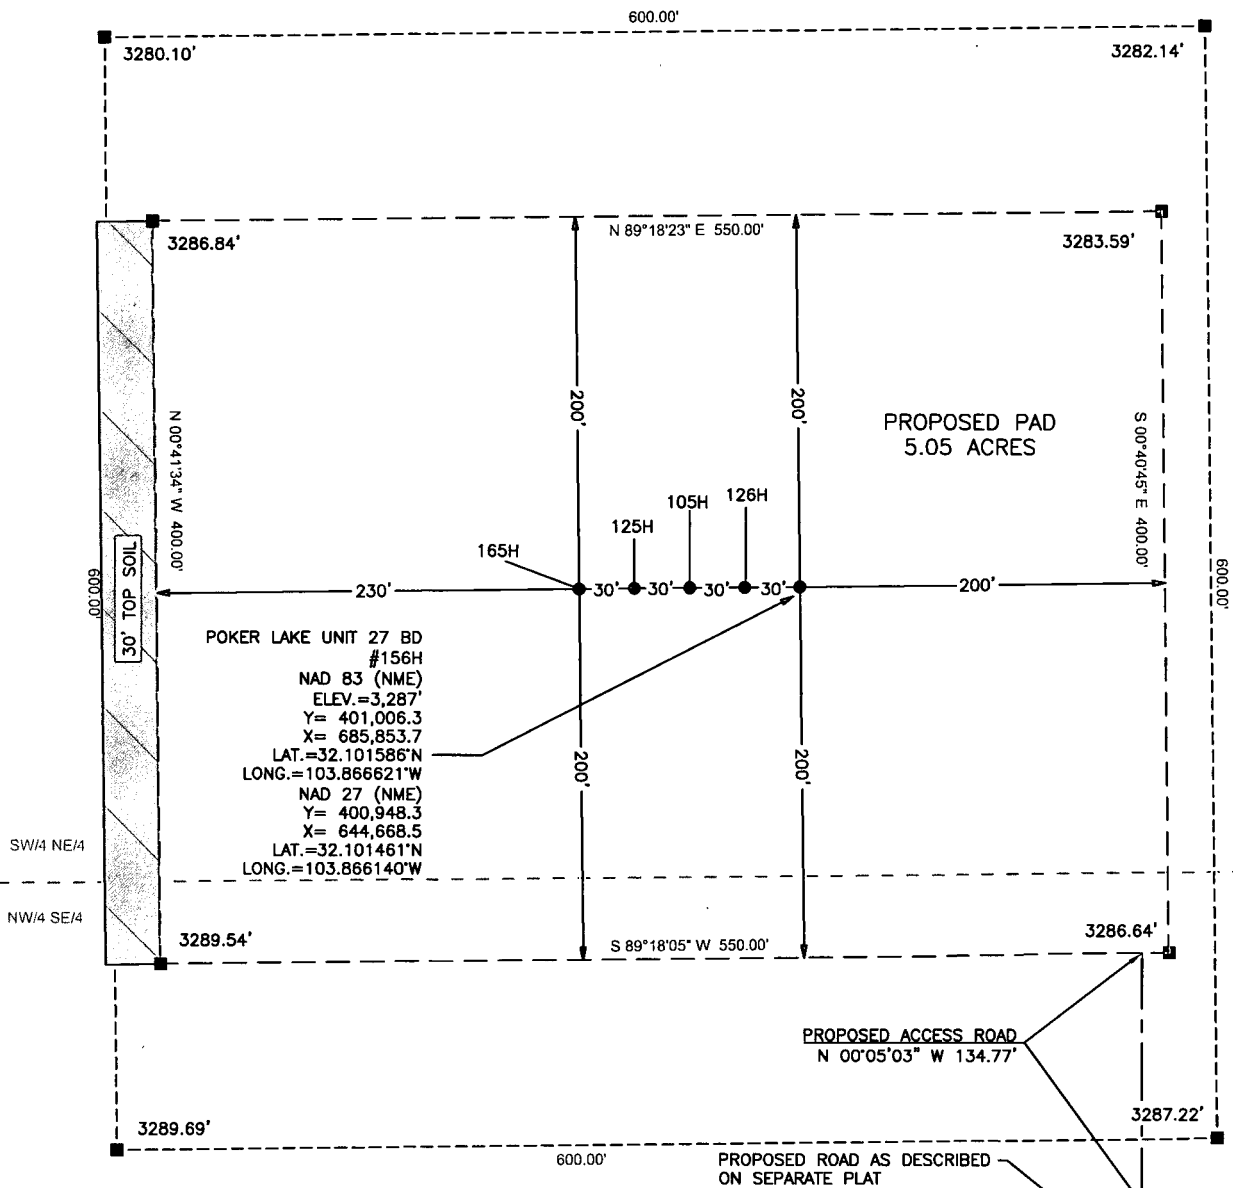 600.00'
3280.10'
3282.14'
3286.84'
N 89°18'23" E 550.00'
3283.59'
200'
200'
PROPOSED PAD
5.05 ACRES
N 00°41'34" W 400.00'
S 00°40'45" E 400.00'
165H
125H
105H
126H
600.00'
30' TOP SOIL
230'
30'
30'
30'
30'
200'
600.00'
POKER LAKE UNIT 27 BD
#156H
NAD 83 (NME)
ELEV.=3,287'
Y= 401,006.3
X= 685,853.7
LAT.=32.101586°N
LONG.=103.866621°W
NAD 27 (NME)
Y= 400,948.3
X= 644,668.5
LAT.=32.101461°N
LONG.=103.866140°W
200'
200'
SW/4 NE/4
NW/4 SE/4
3289.54'
S 89°18'05" W 550.00'
3286.64'
PROPOSED ACCESS ROAD
N 00°05'03" W 134.77'
3289.69'
3287.22'
600.00'
PROPOSED ROAD AS DESCRIBED
ON SEPARATE PLAT